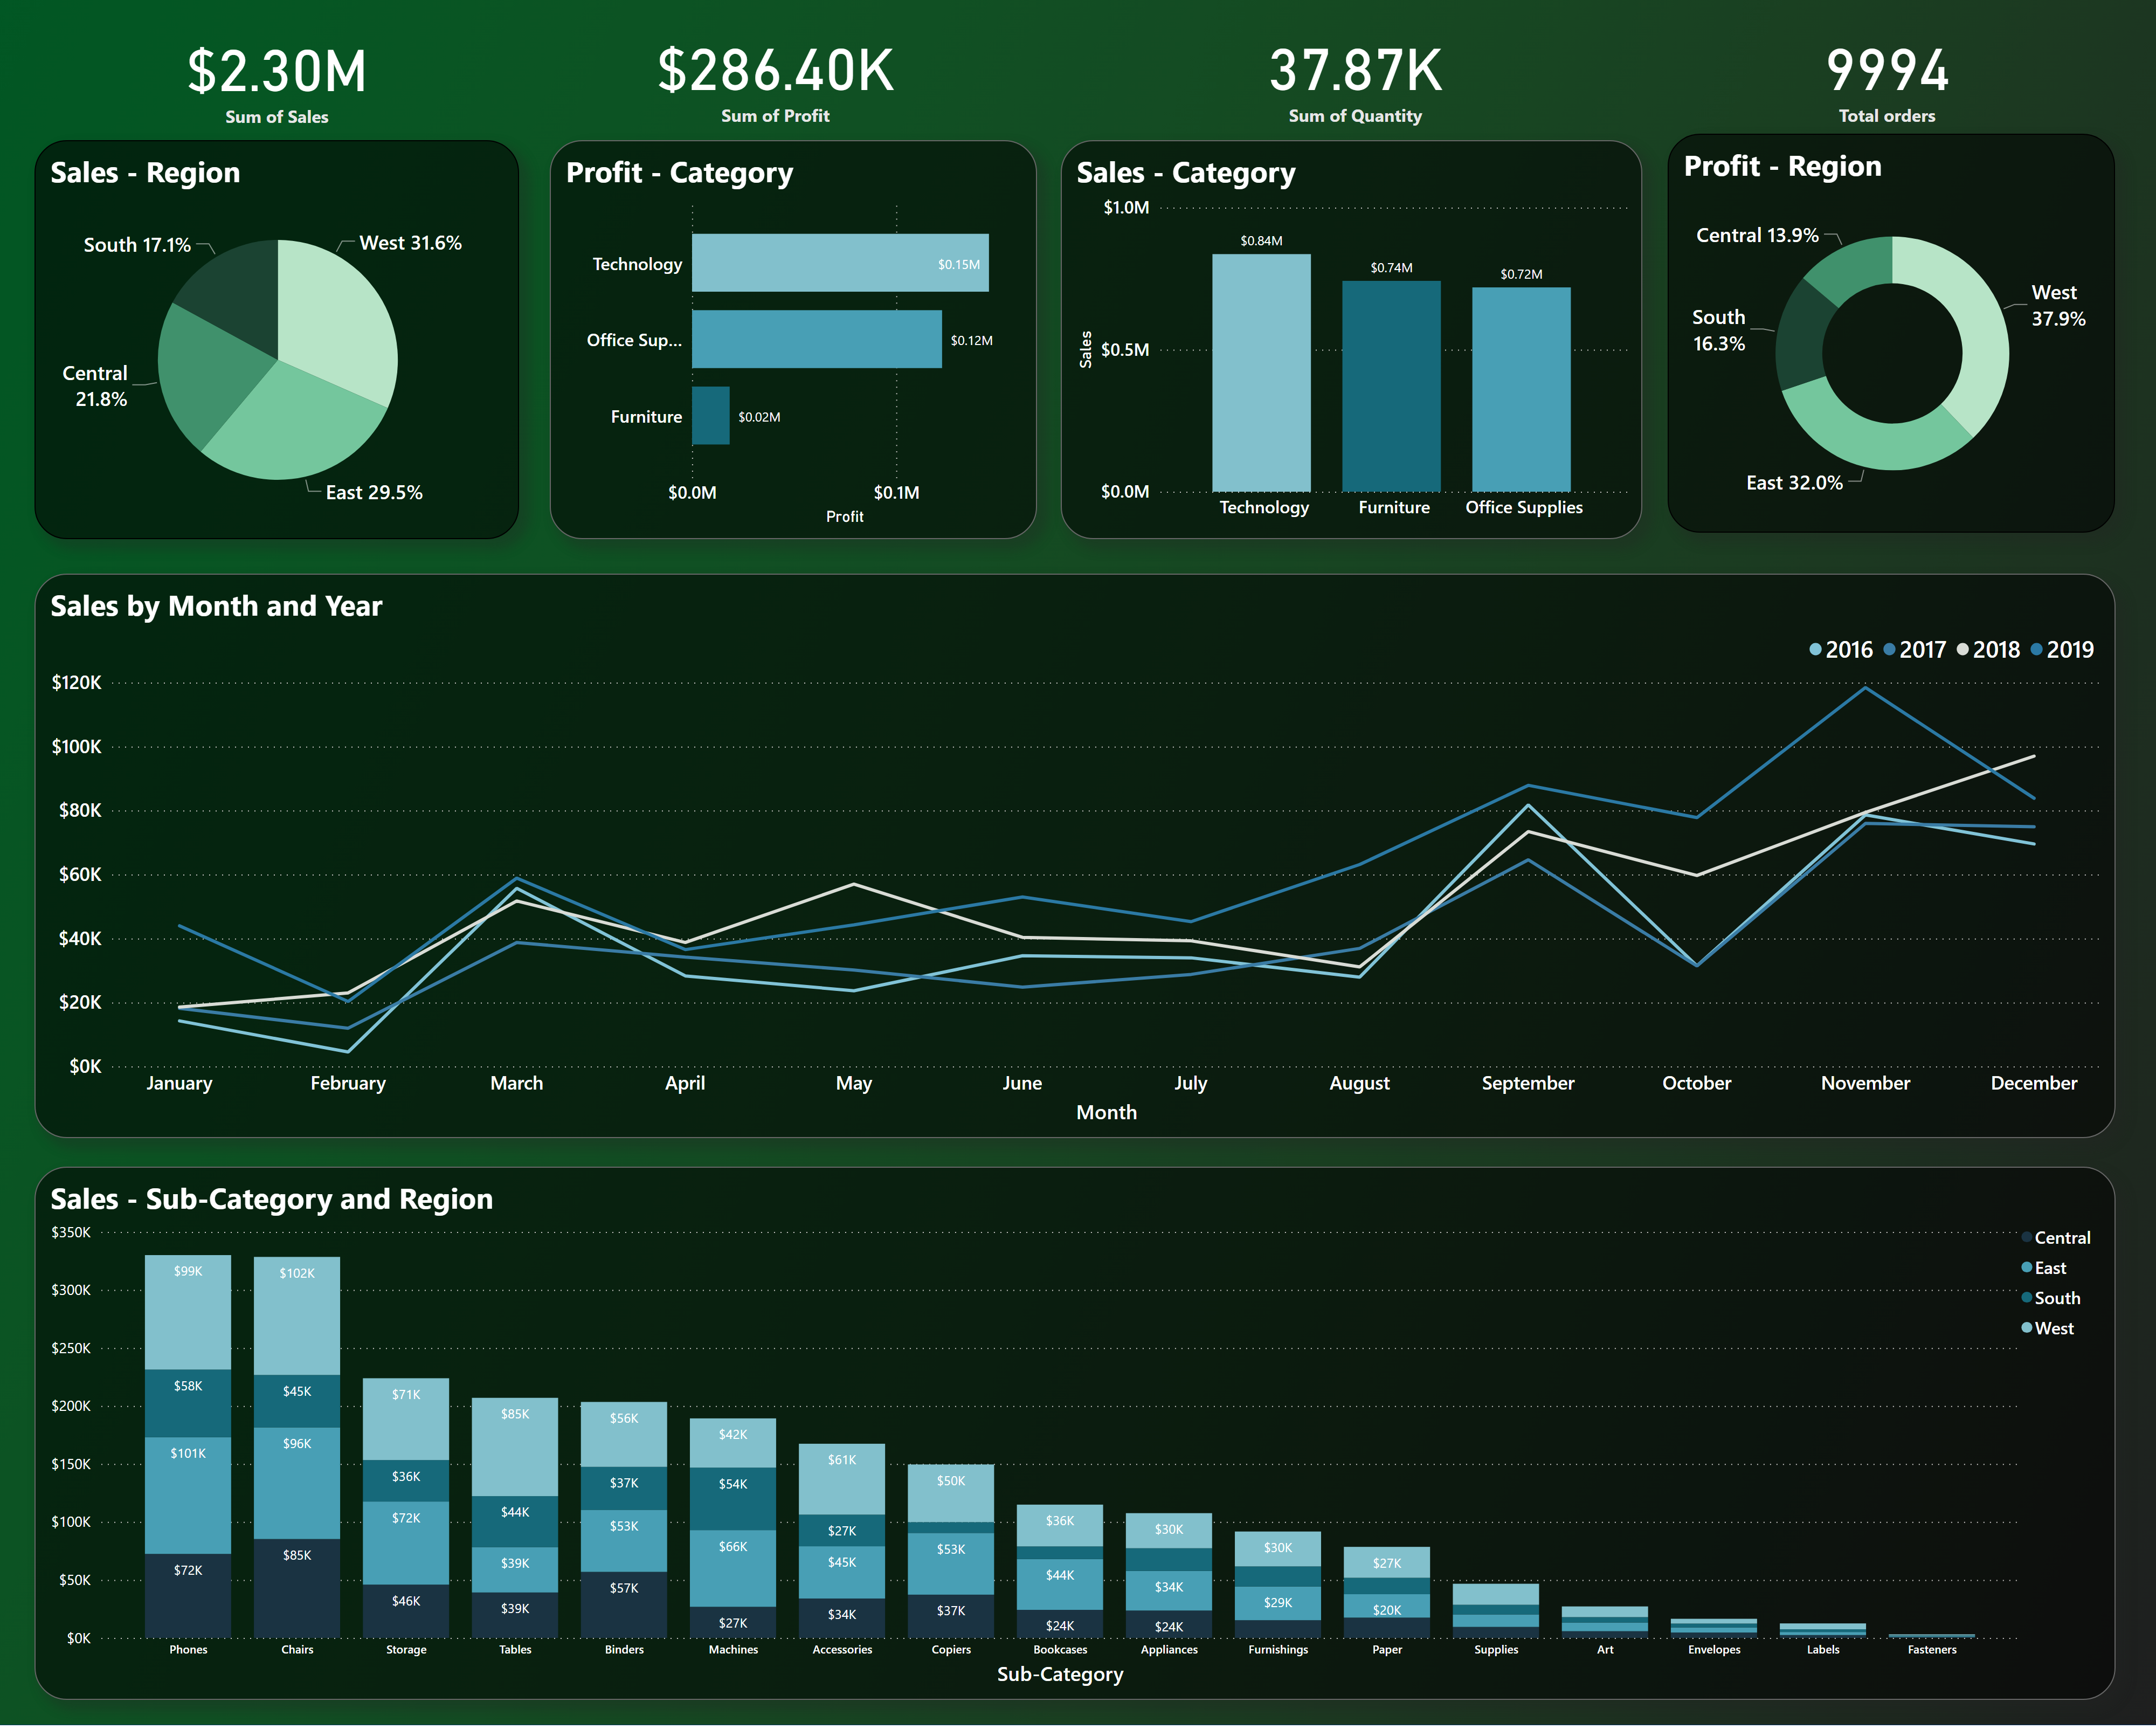 $2.30M
Sum of Sales
$286.40K
Sum of Profit
37.87K
Sum of Quantity
9994
Total orders
Sales - Region
South 17.1%
West 31.6%
Central
21.8%
East 29.5%
Profit - Category
Technology
$0.15M
Office Sup...
$0.12M
Furniture
$0.02M
$0.0M
$0.1M
Profit
Sales - Category
$1.0M
$0.5M
$0.0M
Sales
$0.84M
$0.74M
$0.72M
Technology
Furniture
Office Supplies
Profit - Region
Central 13.9%
West
37.9%
South
16.3%
East 32.0%
Sales by Month and Year
2016
2017
2018
2019
$120K
$100K
$80K
$60K
$40K
$20K
$0K
January
February
March
April
May
June
July
August
September
October
November
December
Month
Sales - Sub-Category and Region
Central
East
South
West
$350K
$300K
$250K
$200K
$150K
$100K
$50K
$0K
$99K
$58K
$101K
$72K
$102K
$45K
$96K
$85K
$71K
$36K
$72K
$46K
$85K
$44K
$39K
$39K
$56K
$37K
$53K
$57K
$42K
$54K
$66K
$27K
$61K
$27K
$45K
$34K
$50K
$53K
$37K
$36K
$44K
$24K
$30K
$34K
$24K
$30K
$29K
$27K
$20K
Phones
Chairs
Storage
Tables
Binders
Machines
Accessories
Copiers
Bookcases
Appliances
Furnishings
Paper
Supplies
Art
Envelopes
Labels
Fasteners
Sub-Category